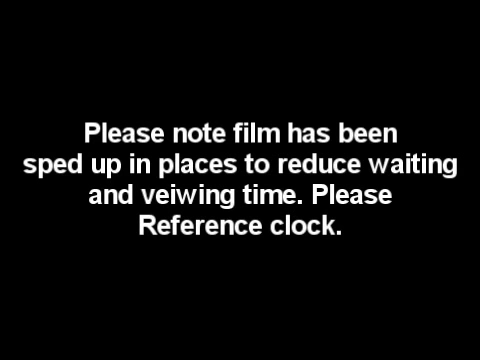 Please note film has been
sped up in places to reduce waiting
and veiwing time. Please
Reference clock.